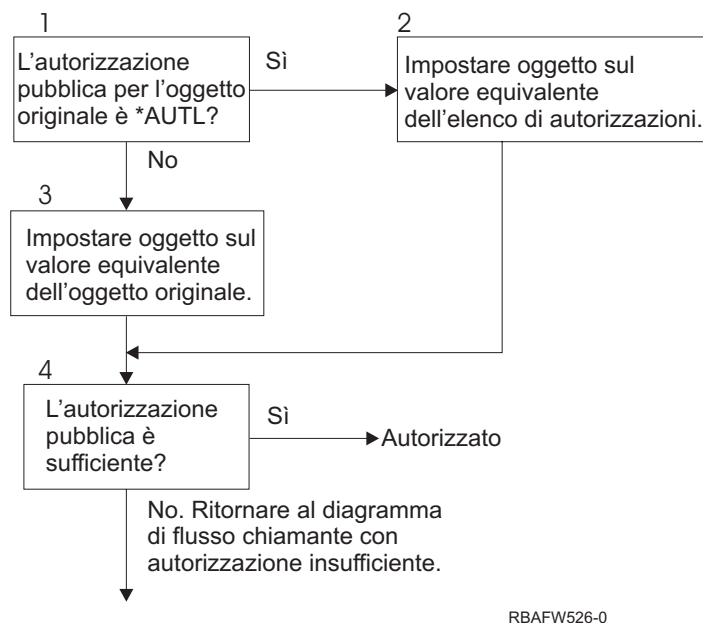 1
L'autorizzazione
pubblica per l'oggetto
originale è *AUTL?
Sì
2
Impostare oggetto sul
valore equivalente
dell'elenco di autorizzazioni.
No
3
Impostare oggetto sul
valore equivalente
dell'oggetto originale.
4
L'autorizzazione
pubblica è
sufficiente?
Sì
Autorizzato
No. Ritornare al diagramma
di flusso chiamante con
autorizzazione insufficiente.
RBAFW526-0